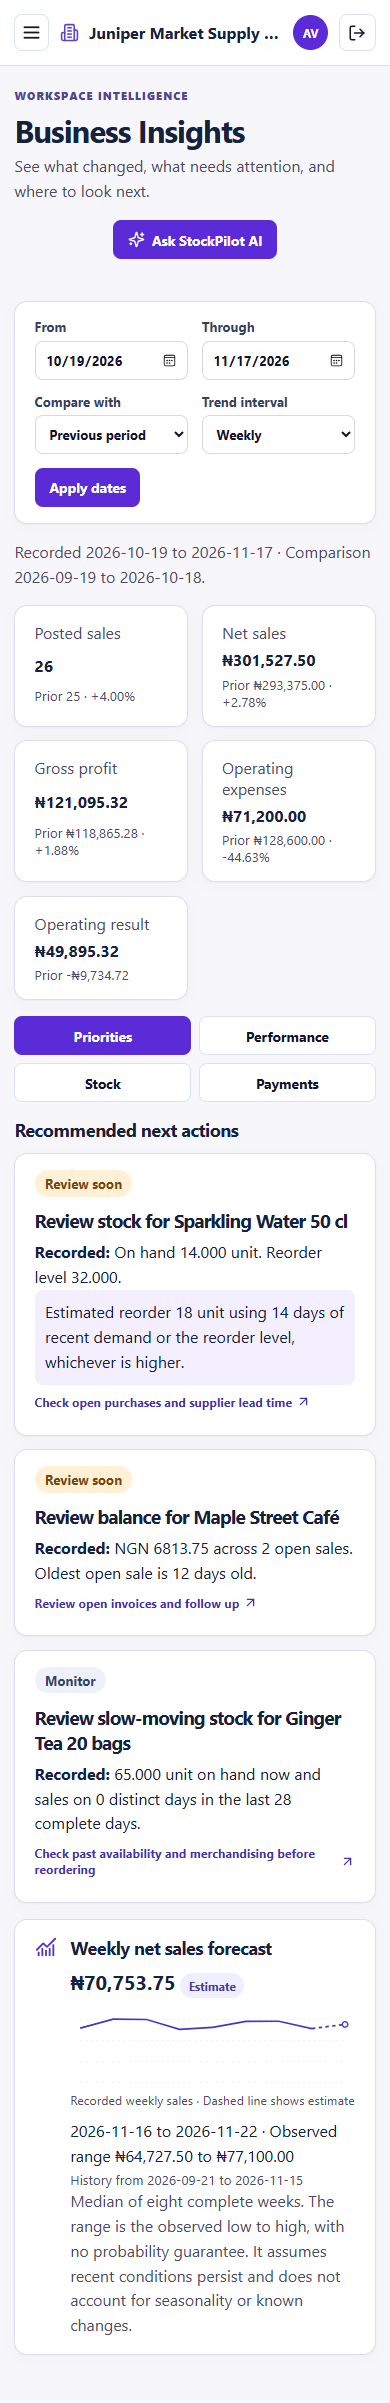 Juniper Market Supply ...
AV
WORKSPACE INTELLIGENCE
Business Insights
See what changed, what needs attention, and
where to look next.
Ask StockPilot AI
From
Through
10/19/2026
11/17/2026
Compare with
Trend interval
Previous period
Weekly
Apply dates
Recorded 2026-10-19 to 2026-11-17 · Comparison
2026-09-19 to 2026-10-18.
Posted sales
26
Prior 25 · +4.00%
Net sales
₦301,527.50
Prior ₦293,375.00 ·
+2.78%
Gross profit
₦121,095.32
Prior ₦118,865.28 ·
+1.88%
Operating
expenses
₦71,200.00
Prior ₦128,600.00 ·
-44.63%
Operating result
₦49,895.32
Prior -₦9,734.72
Priorities
Performance
Stock
Payments
Recommended next actions
Review soon
Review stock for Sparkling Water 50 cl
Recorded: On hand 14.000 unit. Reorder
level 32.000.
Estimated reorder 18 unit using 14 days of
recent demand or the reorder level,
whichever is higher.
Check open purchases and supplier lead time
Review soon
Review balance for Maple Street Café
Recorded: NGN 6813.75 across 2 open sales.
Oldest open sale is 12 days old.
Review open invoices and follow up
Monitor
Review slow-moving stock for Ginger
Tea 20 bags
Recorded: 65.000 unit on hand now and
sales on 0 distinct days in the last 28
complete days.
Check past availability and merchandising before
reordering
Weekly net sales forecast
₦70,753.75 Estimate
Recorded weekly sales · Dashed line shows estimate
2026-11-16 to 2026-11-22 · Observed
range ₦64,727.50 to ₦77,100.00
History from 2026-09-21 to 2026-11-15
Median of eight complete weeks. The
range is the observed low to high, with
no probability guarantee. It assumes
recent conditions persist and does not
account for seasonality or known
changes.